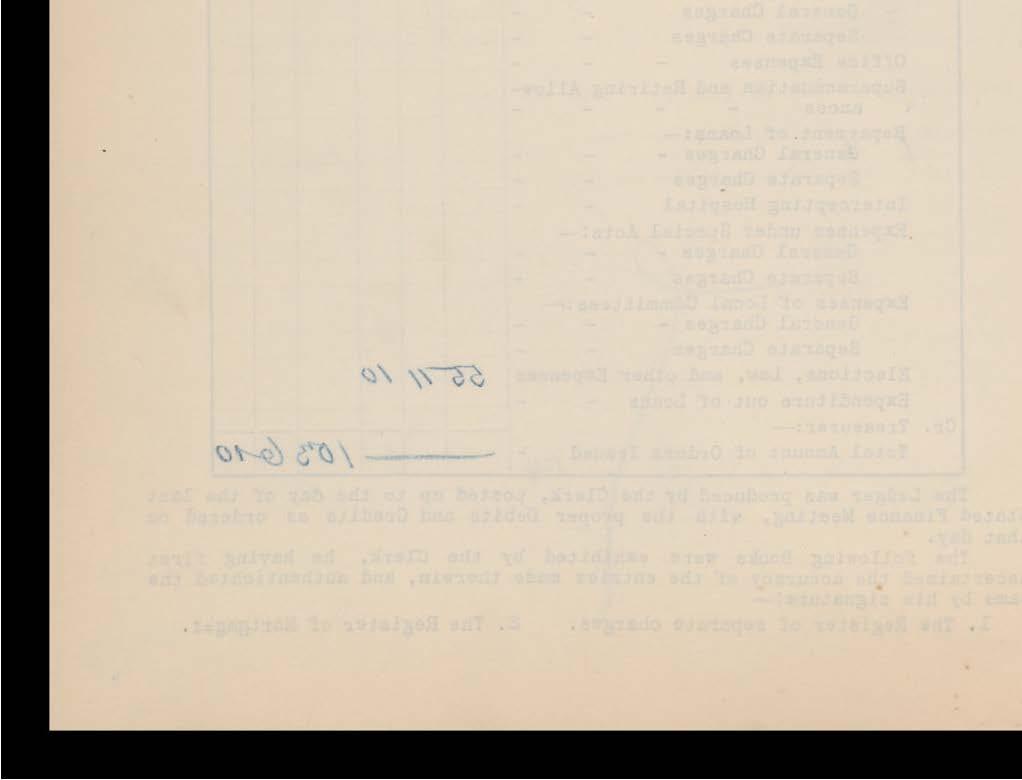 General Charges - -
Separate Charges - -
Office Expenses - - -
Superannuation and Retiring Allow-
ances - - - -
Repayment of Loans:—
General Charges - - -
Separate Charges - -
Intercepting Hospital - -
Expenses under Special Acts:—
General Charges - - -
Separate Charges - -
Expenses of Local Committees:—
General Charges - - -
Separate Charges - -
Elections, Law, and other Expenses 55 11 10
Expenditure out of Loans - -
Cr. Treasurer:—
Total Amount of Orders Issued - 103 6 10
The Ledger was produced by the Clerk, posted up to the day of the last
Stated Finance Meeting, with the proper Debits and Credits as ordered on
that day.
The following Books were exhibited by the Clerk, he having first
ascertained the accuracy of the entries made therein, and authenticated the
same by his signature:—
1. The Register of separate charges. 2. The Register of Mortgages.